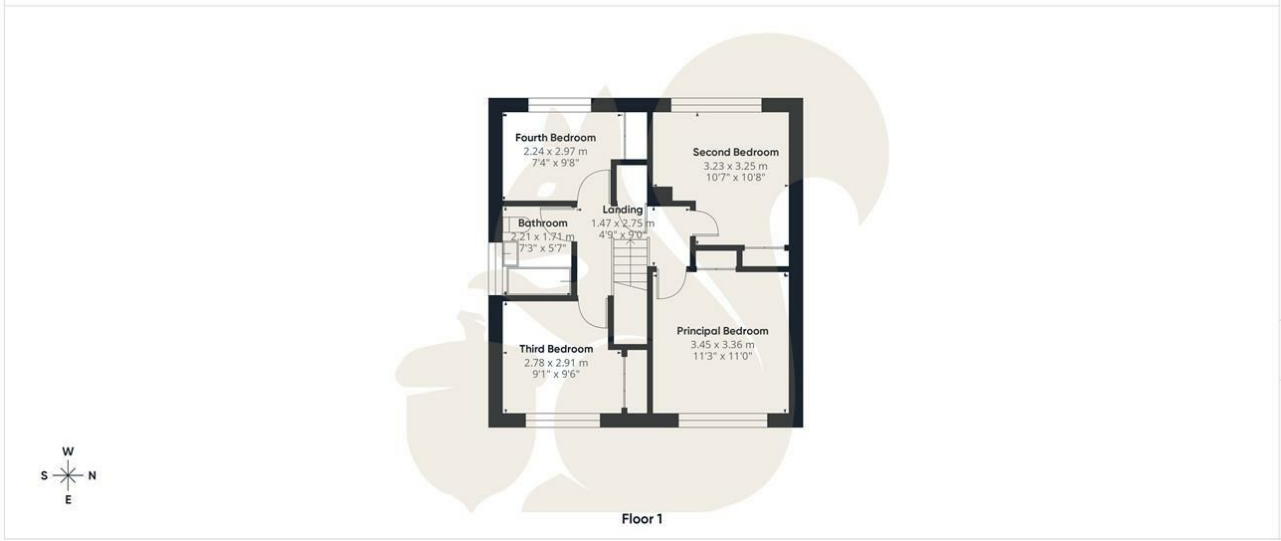 Fourth Bedroom
2.24 x 2.97 m
7'4" x 9'8"
Second Bedroom
3.23 x 3.25 m
10'7" x 10'8"
Landing
1.47 x 2.75 m
4'9" x 9'0"
Bathroom
2.21 x 1.71 m
7'3" x 5'7"
Principal Bedroom
3.45 x 3.36 m
11'3" x 11'0"
Third Bedroom
2.78 x 2.91 m
9'1" x 9'6"
W
S N
E
Floor 1